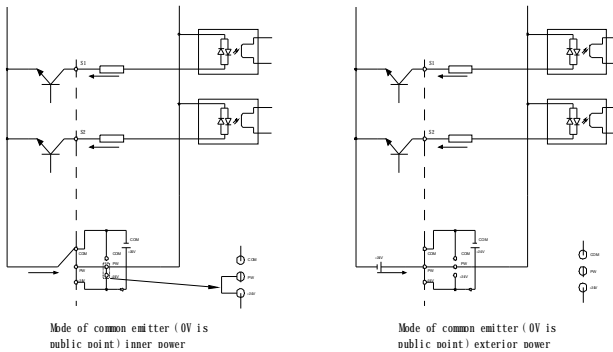 S1
S2
COM
COM
COM
+24V
PW
PW
+24V
COM
PW
+24V
Mode of common emitter (0V is
public point) inner power
S1
S2
COM
COM
COM
+24V
+24V
PW
PW
+24V
COM
PW
+24V
Mode of common emitter (0V is
public point) exterior power